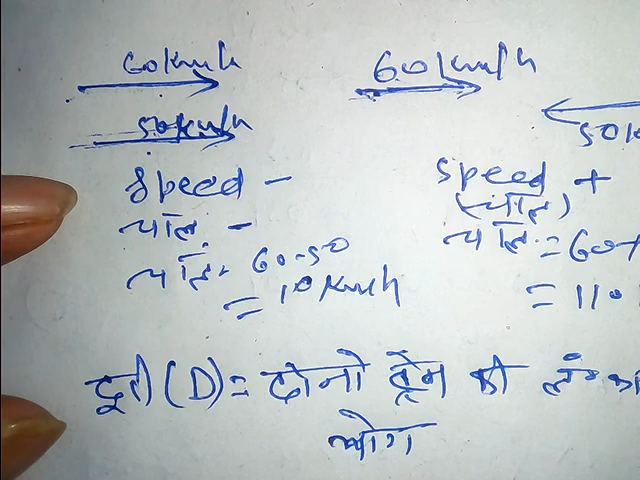 60km/h 60km/h
50km/h 50k
speed - speed +
चाल - (चाल)
चाल = 60-50 चाल = 60+
= 10km/h = 110
दूरी (D) = दोनो ट्रेन की लं
योग